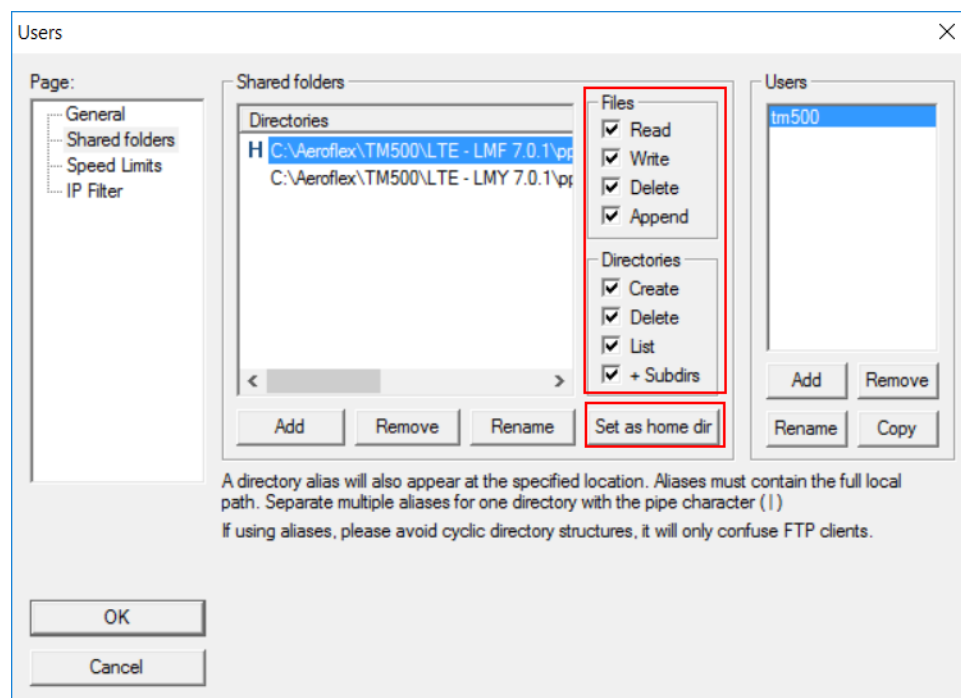 Users
Page:
General
Shared folders
Speed Limits
IP Filter
Shared folders
Directories
H C:\Aeroflex\TM500\LTE - LMF 7.0.1\pp
C:\Aeroflex\TM500\LTE - LMY 7.0.1\pp
Files
Read
Write
Delete
Append
Directories
Create
Delete
List
+ Subdirs
Add
Remove
Rename
Set as home dir
Users
tm500
Add
Remove
Rename
Copy
A directory alias will also appear at the specified location. Aliases must contain the full local
path. Separate multiple aliases for one directory with the pipe character ( | )
If using aliases, please avoid cyclic directory structures, it will only confuse FTP clients.
OK
Cancel